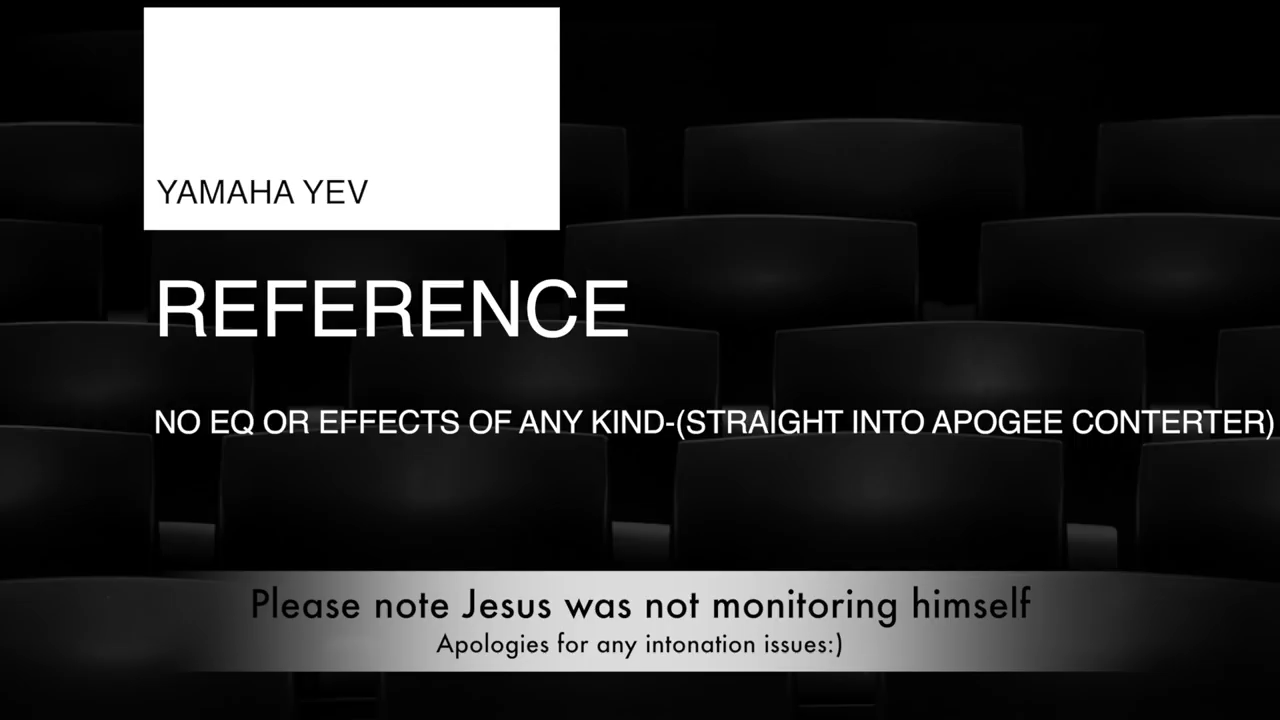 YAMAHA YEV
REFERENCE
NO EQ OR EFFECTS OF ANY KIND-(STRAIGHT INTO APOGEE CONTERTER)
Please note Jesus was not monitoring himself
Apologies for any intonation issues:)